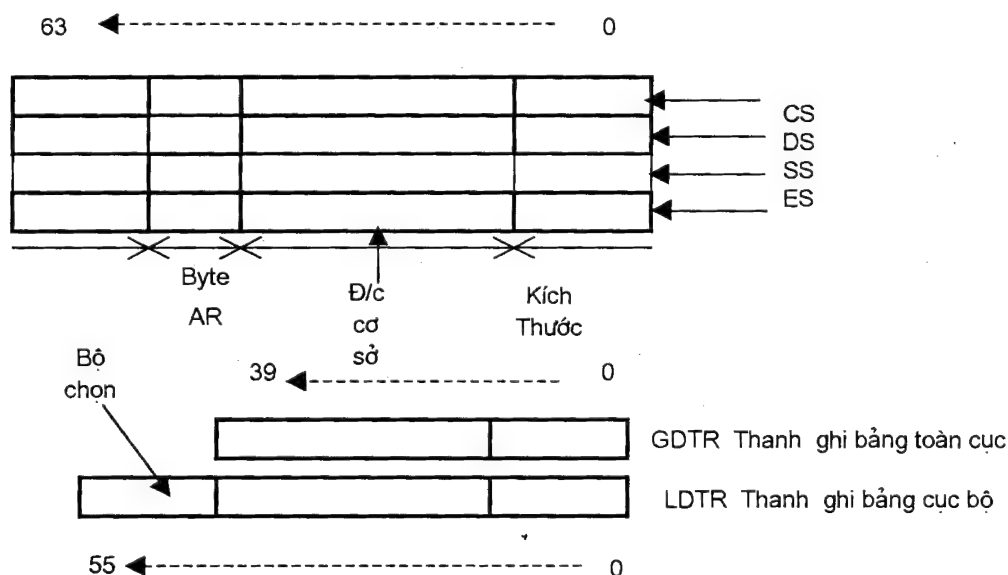 63 0
CS
DS
SS
ES
Byte
AR
Đ/c
cơ
sở
Kích
Thước
Bộ
chọn
39 0
GDTR Thanh ghi bảng toàn cục
LDTR Thanh ghi bảng cục bộ
55 0